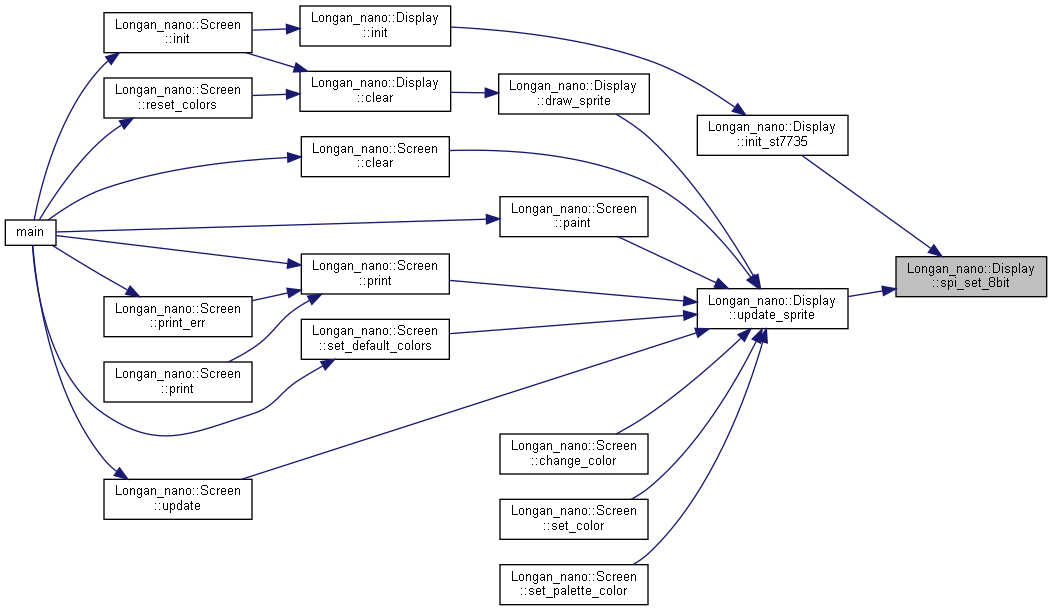 Longan_nano::Screen
::init
Longan_nano::Display
::init
Longan_nano::Screen
::reset_colors
Longan_nano::Display
::clear
Longan_nano::Display
::draw_sprite
Longan_nano::Display
::init_st7735
Longan_nano::Screen
::clear
main
Longan_nano::Screen
::paint
Longan_nano::Screen
::print
Longan_nano::Display
::spi_set_8bit
Longan_nano::Screen
::print_err
Longan_nano::Display
::update_sprite
Longan_nano::Screen
::set_default_colors
Longan_nano::Screen
::print
Longan_nano::Screen
::change_color
Longan_nano::Screen
::update
Longan_nano::Screen
::set_color
Longan_nano::Screen
::set_palette_color